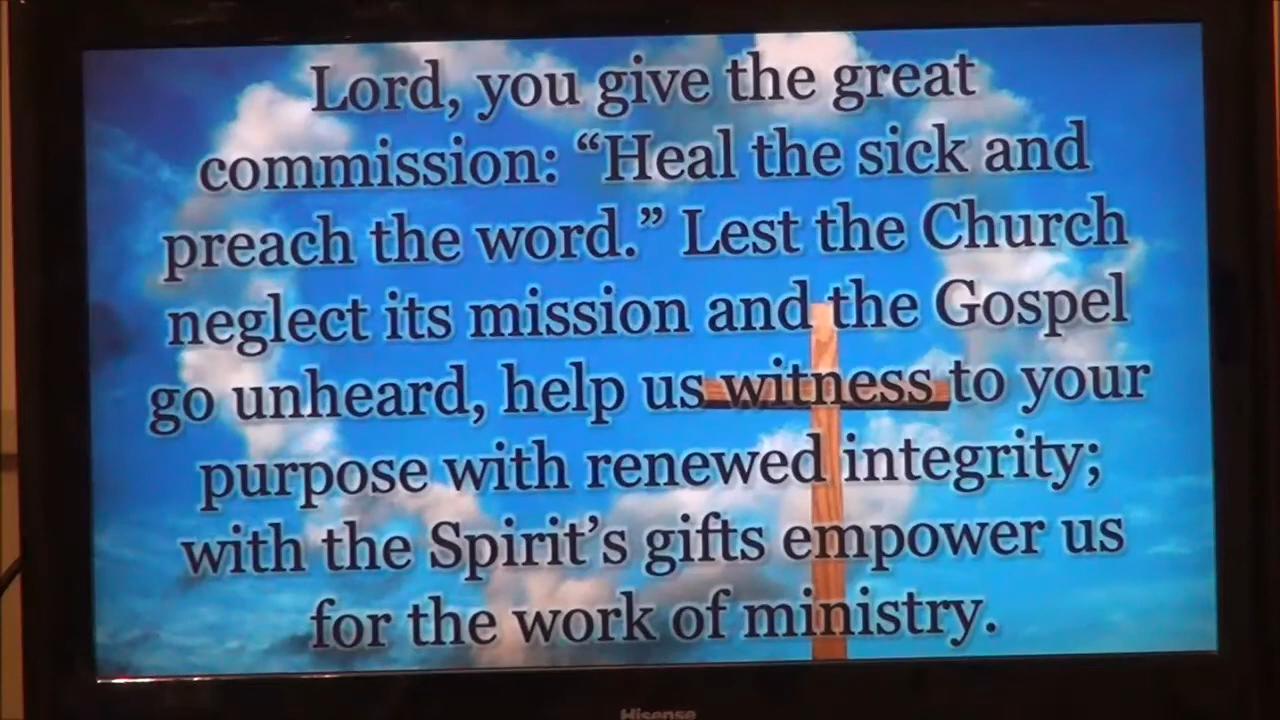 Lord, you give the great
commission: “Heal the sick and
preach the word.” Lest the Church
neglect its mission and the Gospel
go unheard, help us witness to your
purpose with renewed integrity;
with the Spirit’s gifts empower us
for the work of ministry.
Hisense